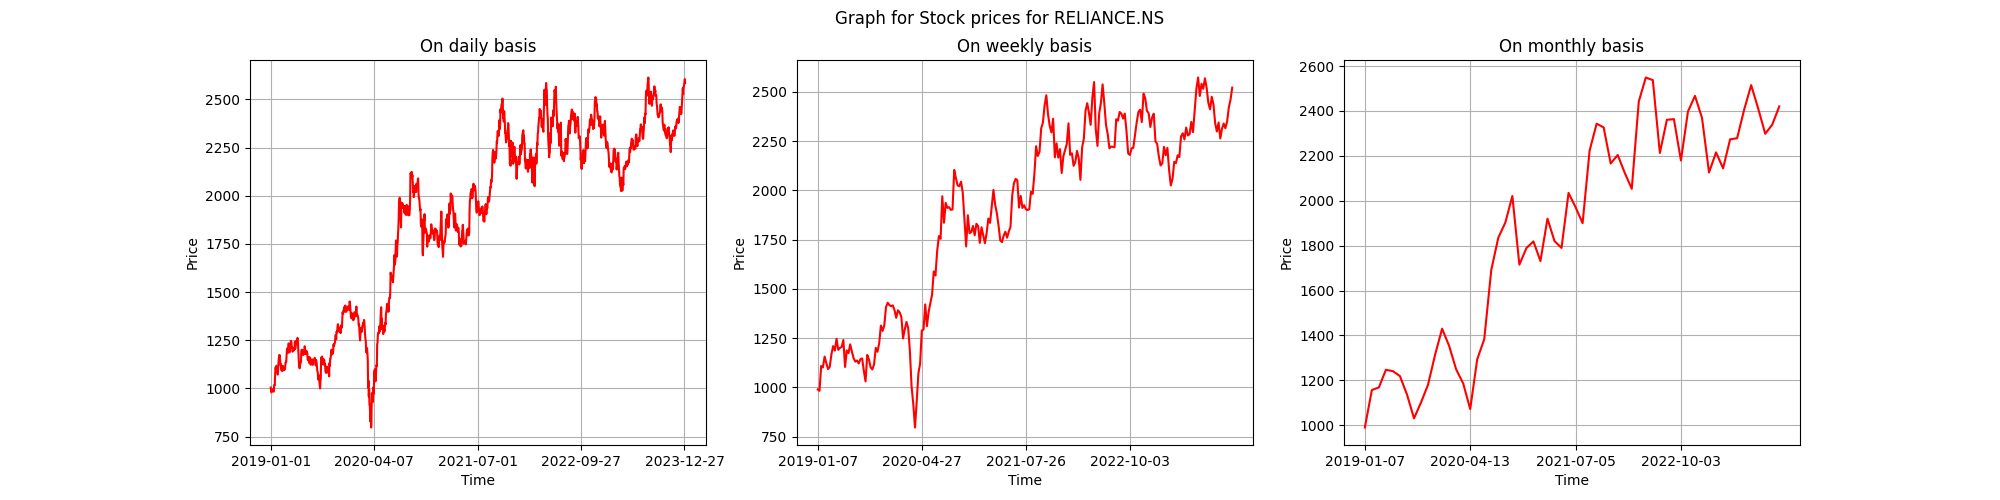 Graph for Stock prices for RELIANCE.NS
On daily basis
Price
2500
2250
2000
1750
1500
1250
1000
750
2019-01-01 2020-04-07 2021-07-01 2022-09-27 2023-12-27
Time
On weekly basis
Price
2500
2250
2000
1750
1500
1250
1000
750
2019-01-07 2020-04-27 2021-07-26 2022-10-03
Time
On monthly basis
Price
2600
2400
2200
2000
1800
1600
1400
1200
1000
2019-01-07 2020-04-13 2021-07-05 2022-10-03
Time